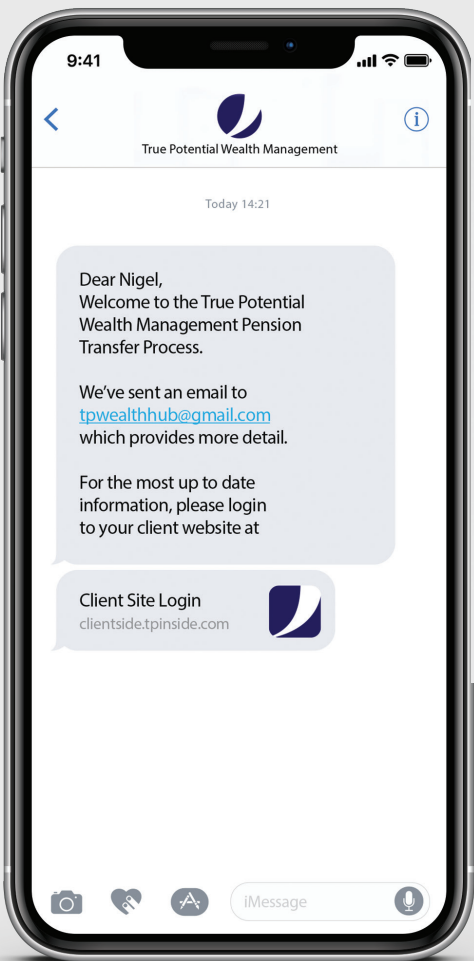 9:41
True Potential Wealth Management
Today 14:21
Dear Nigel,
Welcome to the True Potential
Wealth Management Pension
Transfer Process.
We've sent an email to
tpwealthhub@gmail.com
which provides more detail.
For the most up to date
information, please login
to your client website at
Client Site Login
clientside.tpinside.com
iMessage